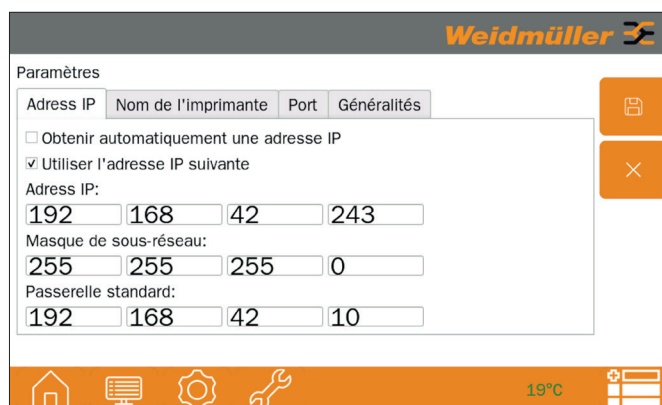 Weidmüller
Paramètres
Adress IP Nom de l'imprimante Port Généralités
Obtenir automatiquement une adresse IP
Utiliser l'adresse IP suivante
Adress IP:
192 168 42 243
Masque de sous-réseau:
255 255 255 0
Passerelle standard:
192 168 42 10
19°C